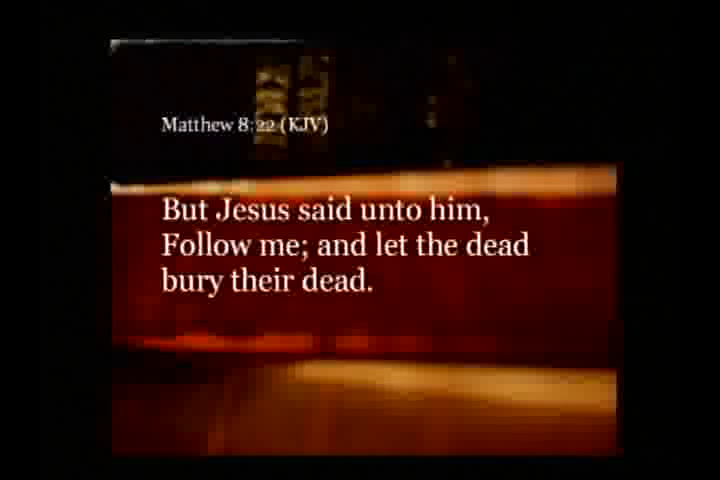 Matthew 8:22 (KJV)
But Jesus said unto him,
Follow me; and let the dead
bury their dead.